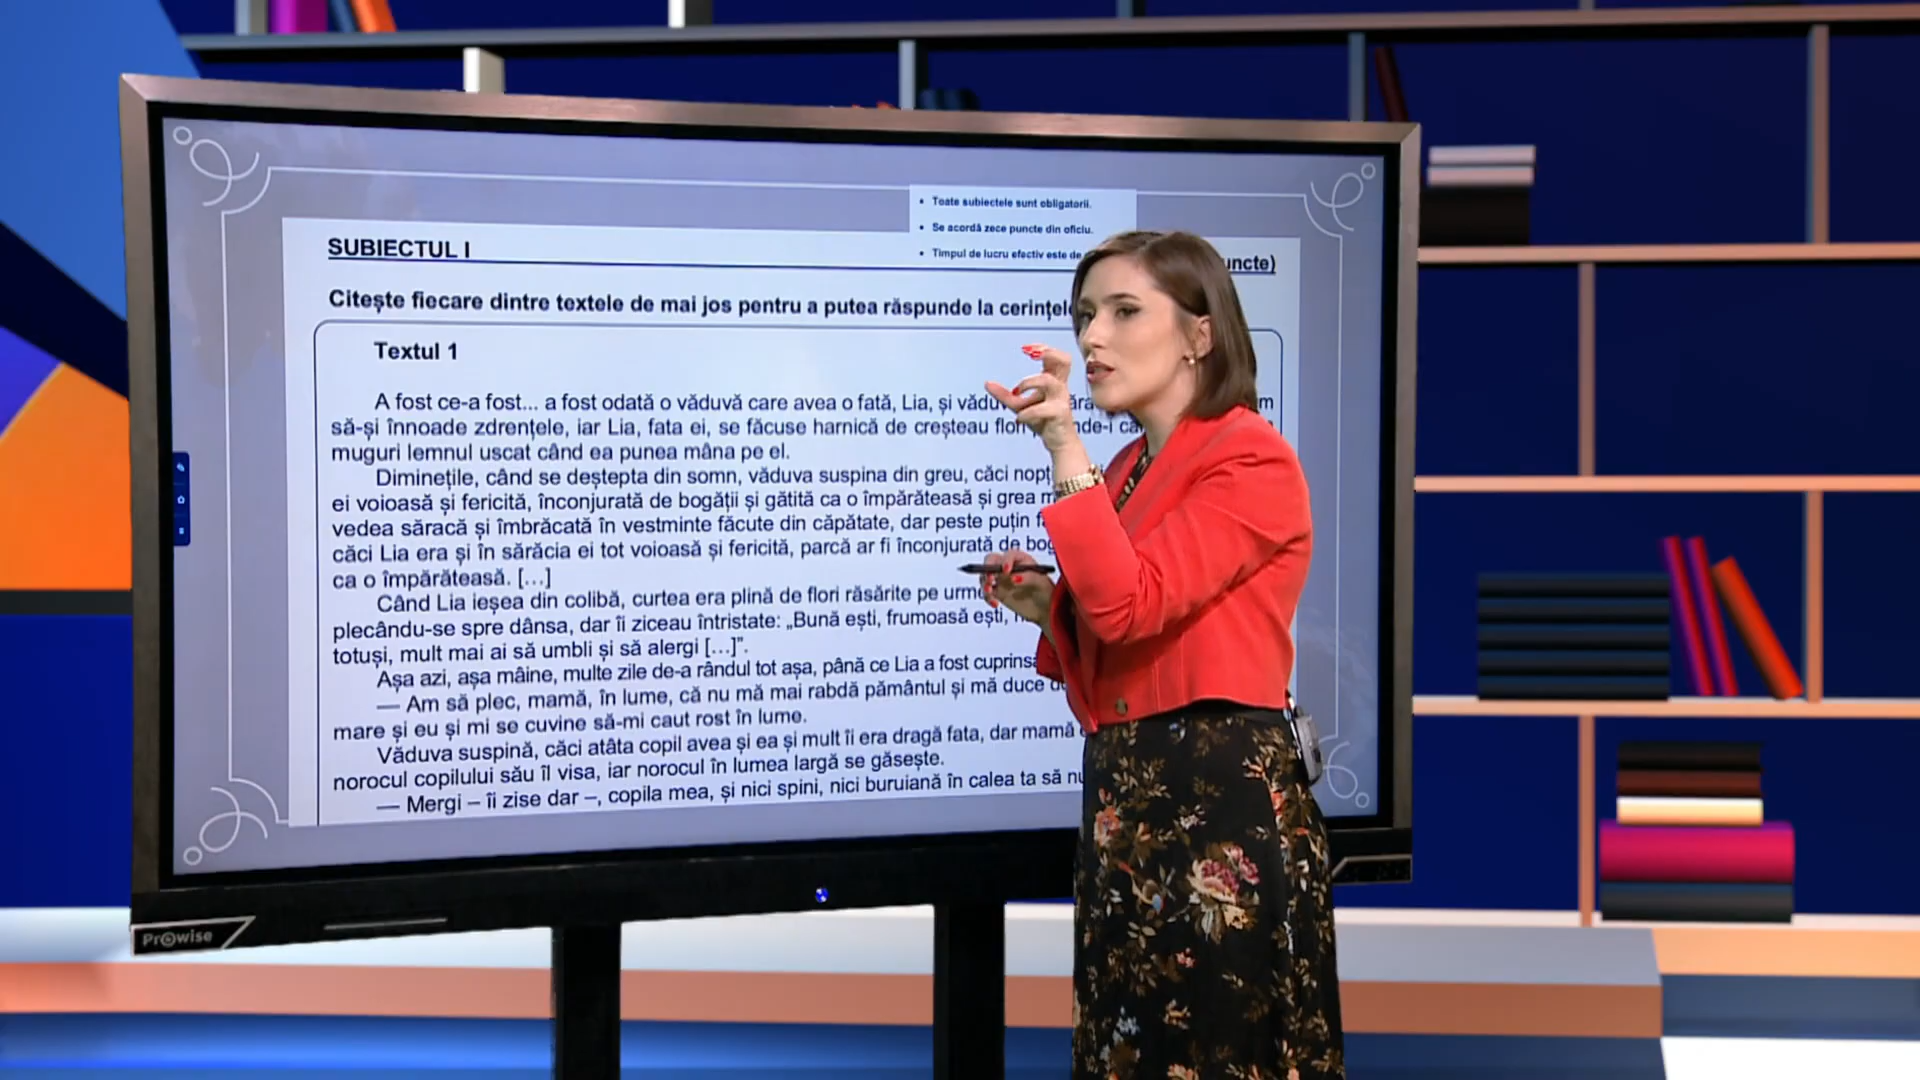 Toate subiectele sunt obligatorii.
Se acordă zece puncte din oficiu.
Timpul de lucru efectiv este de
SUBIECTUL I
Citește fiecare dintre textele de mai jos pentru a putea răspunde la
Textul 1
A fost ce-a fost... a fost odată o văduvă care avea o fată, Lia, și
să-și înnoade zdrențele, iar Lia, fata ei, se făcuse harnică de creșteau
muguri lemnul uscat când ea punea mâna pe el.
Diminețile, când se deștepta din somn, văduva suspina din greu, căci
ei voioasă și fericită, înconjurată de bogății și gătită ca o împărăteasă și grea
vedea săracă și îmbrăcată în vestminte făcute din căpătate, dar peste puțin
căci Lia era și în sărăcia ei tot voioasă și fericită, parcă ar fi înconjurată de
ca o împărăteasă. [...]
Când Lia ieșea din colibă, curtea era plină de flori răsărite pe
plecându-se spre dânsa, dar îi ziceau întristate: „Bună ești, frumoasă ești,
totuși, mult mai ai să umbli și să alergi [...]”.
Așa azi, așa mâine, multe zile de-a rândul tot așa, până ce Lia a fost
— Am să plec, mamă, în lume, că nu mă mai rabdă pământul și mă duce
mare și eu și mi se cuvine să-mi caut rost în lume.
Văduva suspină, căci atâta copil avea și ea și mult îi era dragă fata, dar mamă
norocul copilului său îl visa, iar norocul în lumea largă se găsește.
— Mergi – îi zise dar –, copila mea, și nici spini, nici buruiană în calea ta să
Prowise